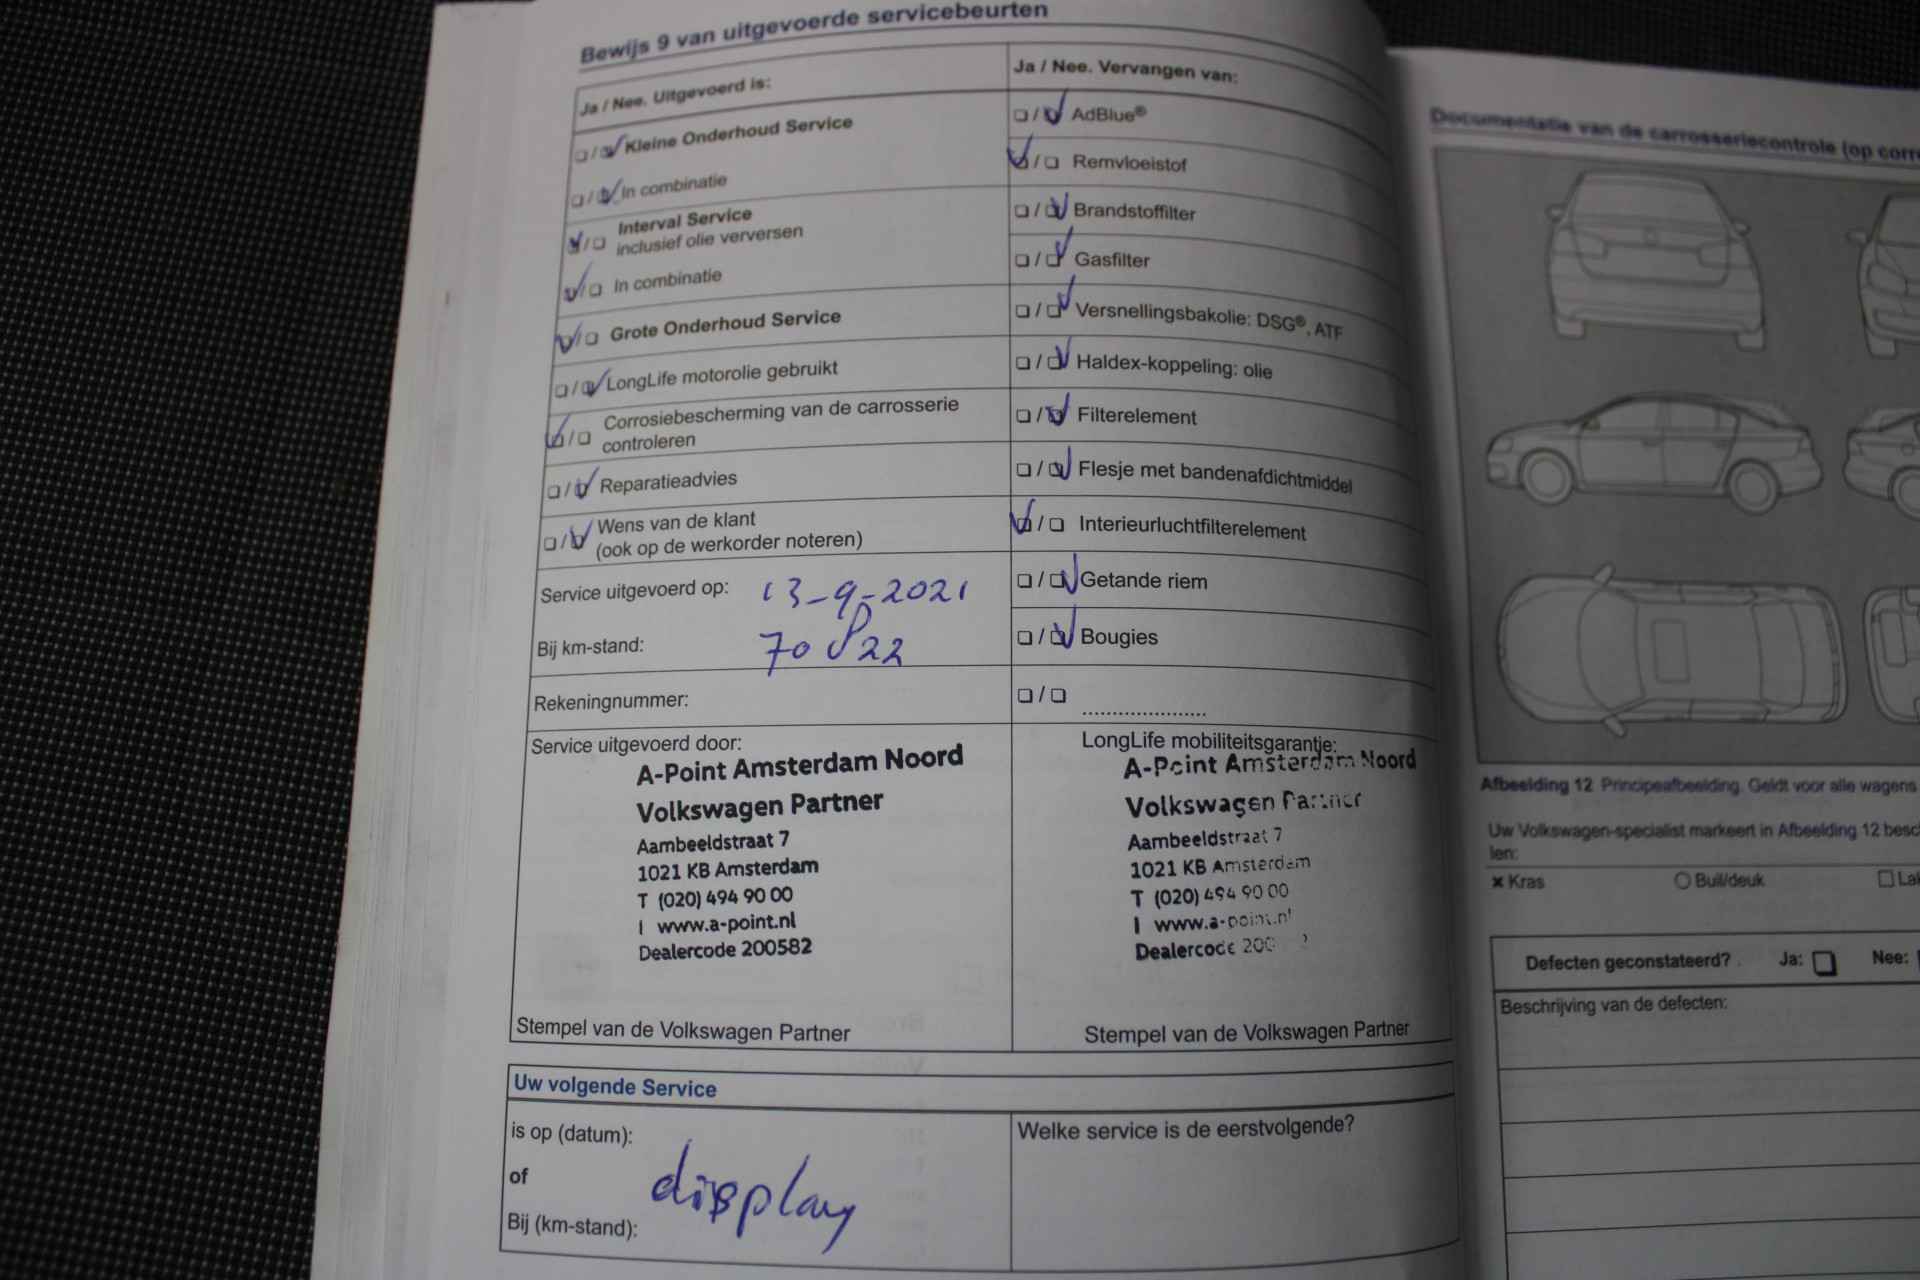 Bewijs 9 van uitgevoerde servicebeurten
Ja / Nee. Uitgevoerd is:
Kleine Onderhoud Service
In combinatie
Interval Service
inclusief olie verversen
In combinatie
Grote Onderhoud Service
LongLife motorolie gebruikt
Corrosiebescherming van de carrosserie
controleren
Reparatieadvies
Wens van de klant
(ook op de werkorder noteren)
Service uitgevoerd op: 13-9-2021
Bij km-stand:
Rekeningnummer:
Ja / Nee. Vervangen van:
AdBlue®
Remvloeistof
Brandstoffilter
Gasfilter
Versnellingsbakolie: DSG®, ATF
Haldex-koppeling: olie
Filterelement
Flesje met bandenafdichtmiddel
Interieurluchtfilterelement
Getande riem
Bougies
....................
Service uitgevoerd door:
A-Point Amsterdam Noord
Volkswagen Partner
Aambeeldstraat 7
1021 KB Amsterdam
T (020) 494 90 00
I www.a-point.nl
Dealercode 200582
Stempel van de Volkswagen Partner
LongLife mobiliteitsgarantie:
A-Point Amsterdam Noord
Volkswagen Partner
Aambeeldstraat 7
1021 KB Amsterdam
T (020) 494 90 00
I www.a-point.nl
Dealercode
Stempel van de Volkswagen Partner
Uw volgende Service
is op (datum):
of
Bij (km-stand):
display
Welke service is de eerstvolgende?
Documentatie van de carrosseriecontrole (op
Afbeelding 12 Principeafbeelding. Geldt voor alle wagens
Uw Volkswagen-specialist markeert in Afbeelding 12
len:
Kras Buil/deuk
Defecten geconstateerd? Ja: Nee:
Beschrijving van de defecten: